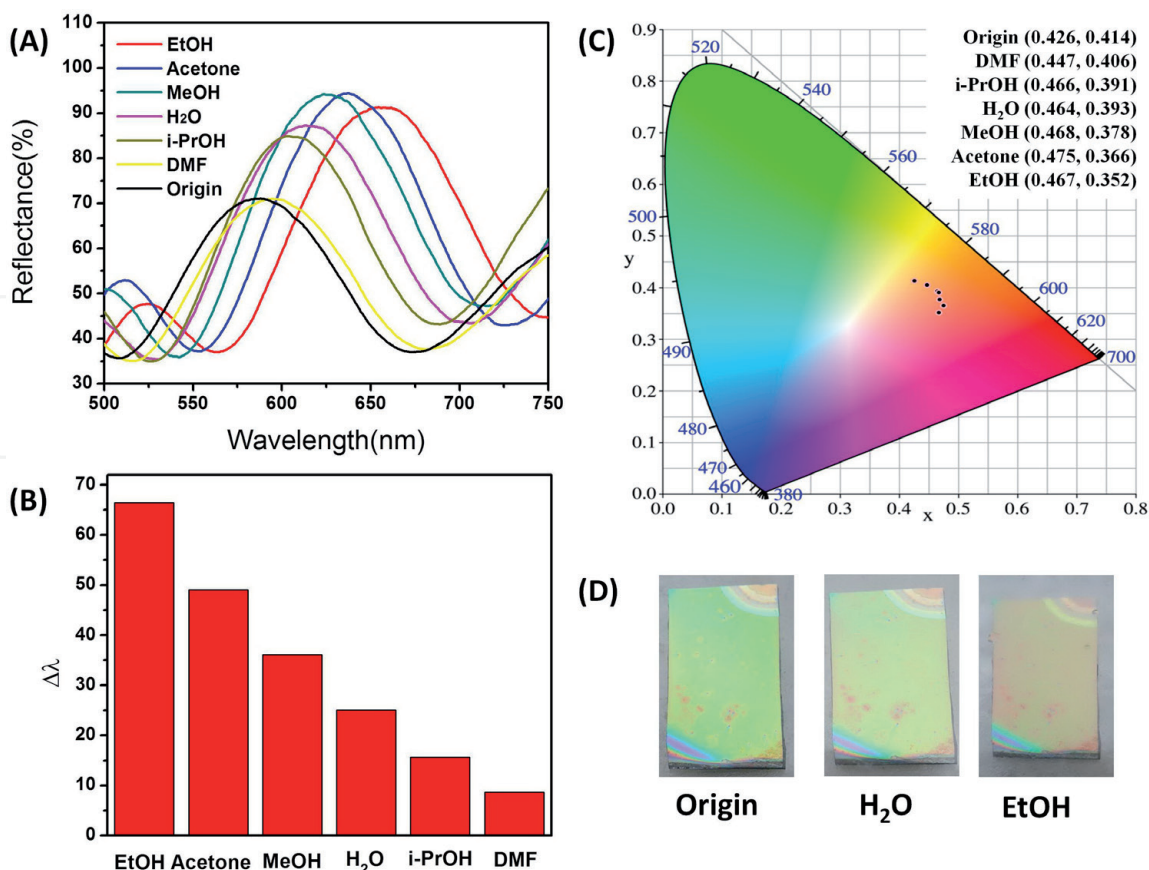 (A)
110
100
90
80
70
60
50
40
30
Reflectance(%)
EtOH
Acetone
MeOH
H₂O
i-PrOH
DMF
Origin
500 550 600 650 700 750
Wavelength(nm)
(B)
70
60
50
40
30
20
10
0
Δλ
EtOH Acetone MeOH H₂O i-PrOH DMF
(C)
Origin (0.426, 0.414)
DMF (0.447, 0.406)
i-PrOH (0.466, 0.391)
H₂O (0.464, 0.393)
MeOH (0.468, 0.378)
Acetone (0.475, 0.366)
EtOH (0.467, 0.352)
0.9
0.8
0.7
0.6
0.5
0.4
0.3
0.2
0.1
0.0
y
520
540
560
580
600
620
700
500
490
480
470
460
380
0.0 0.1 0.2 0.3 0.4 0.5 0.6 0.7 0.8
x
(D)
Origin H₂O EtOH